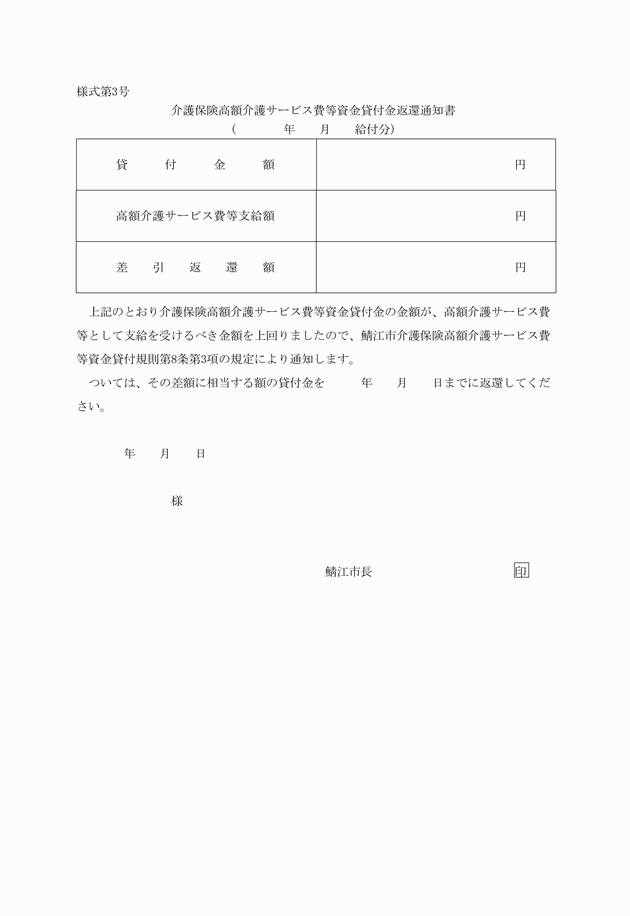 様式第3号
介護保険高額介護サービス費等資金貸付金返還通知書
(　　　　年　　月　　給付分)
貸　　付　　金　　額　　円
高額介護サービス費等支給額　　円
差　引　返　還　額　　円
上記のとおり介護保険高額介護サービス費等資金貸付金の金額が、高額介護サービス費
等として支給を受けるべき金額を上回りましたので、鯖江市介護保険高額介護サービス費
等資金貸付規則第8条第3項の規定により通知します。
ついては、その差額に相当する額の貸付金を　　　年　　月　　日までに返還してくだ
さい。
年　　月　　日
様
鯖江市長　　印